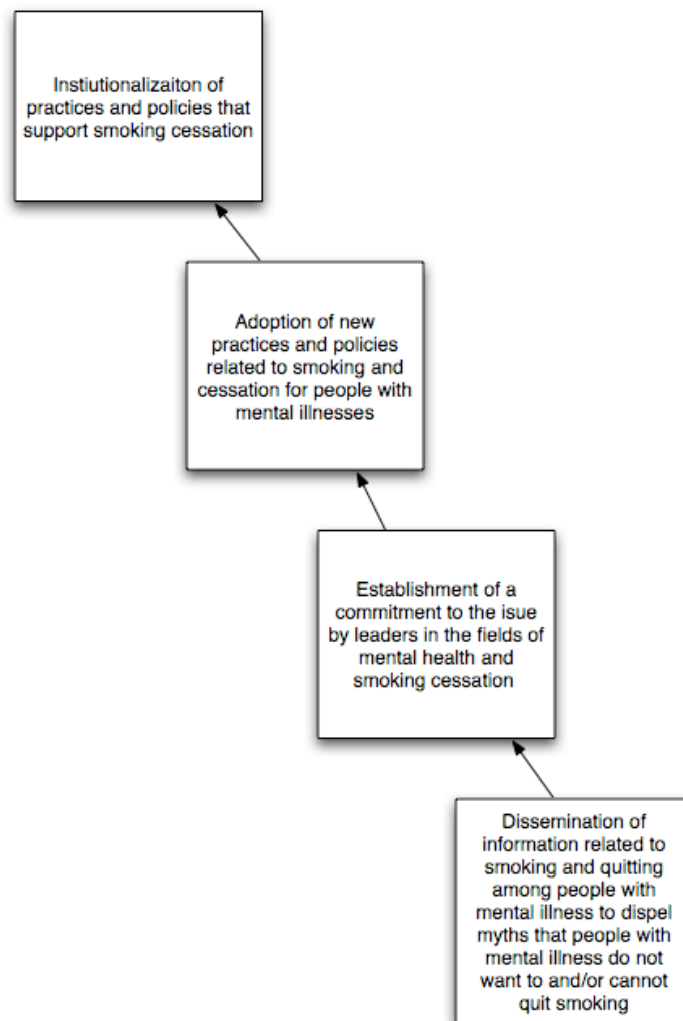 Instiutionalizaiton of
practices and policies that
support smoking cessation
Adoption of new
practices and policies
related to smoking and
cessation for people with
mental illnesses
Establishment of a
commitment to the isue
by leaders in the fields of
mental health and
smoking cessation
Dissemination of
information related to
smoking and quitting
among people with
mental illness to dispel
myths that people with
mental illness do not
want to and/or cannot
quit smoking